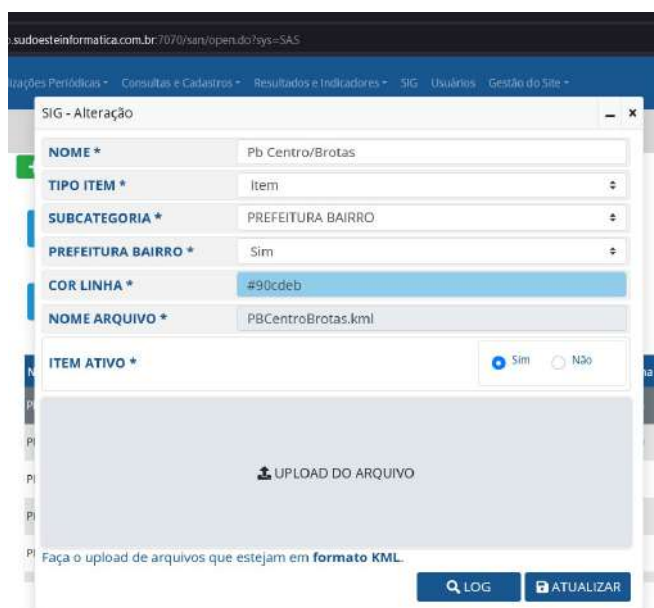 .sudoesteinformatica.com.br:7070/san/open.do?sys=SAS
Periódicas Consultas e Cadastros Resultados e Indicadores SIG Usuários Gestão do Site
SIG - Alteração
NOME * Pb Centro/Brotas
TIPO ITEM * Item
SUBCATEGORIA * PREFEITURA BAIRRO
PREFEITURA BAIRRO * Sim
COR LINHA * #90cdeb
NOME ARQUIVO * PBCentroBrotas.kml
ITEM ATIVO * Sim Não
UPLOAD DO ARQUIVO
Faça o upload de arquivos que estejam em formato KML.
LOG ATUALIZAR